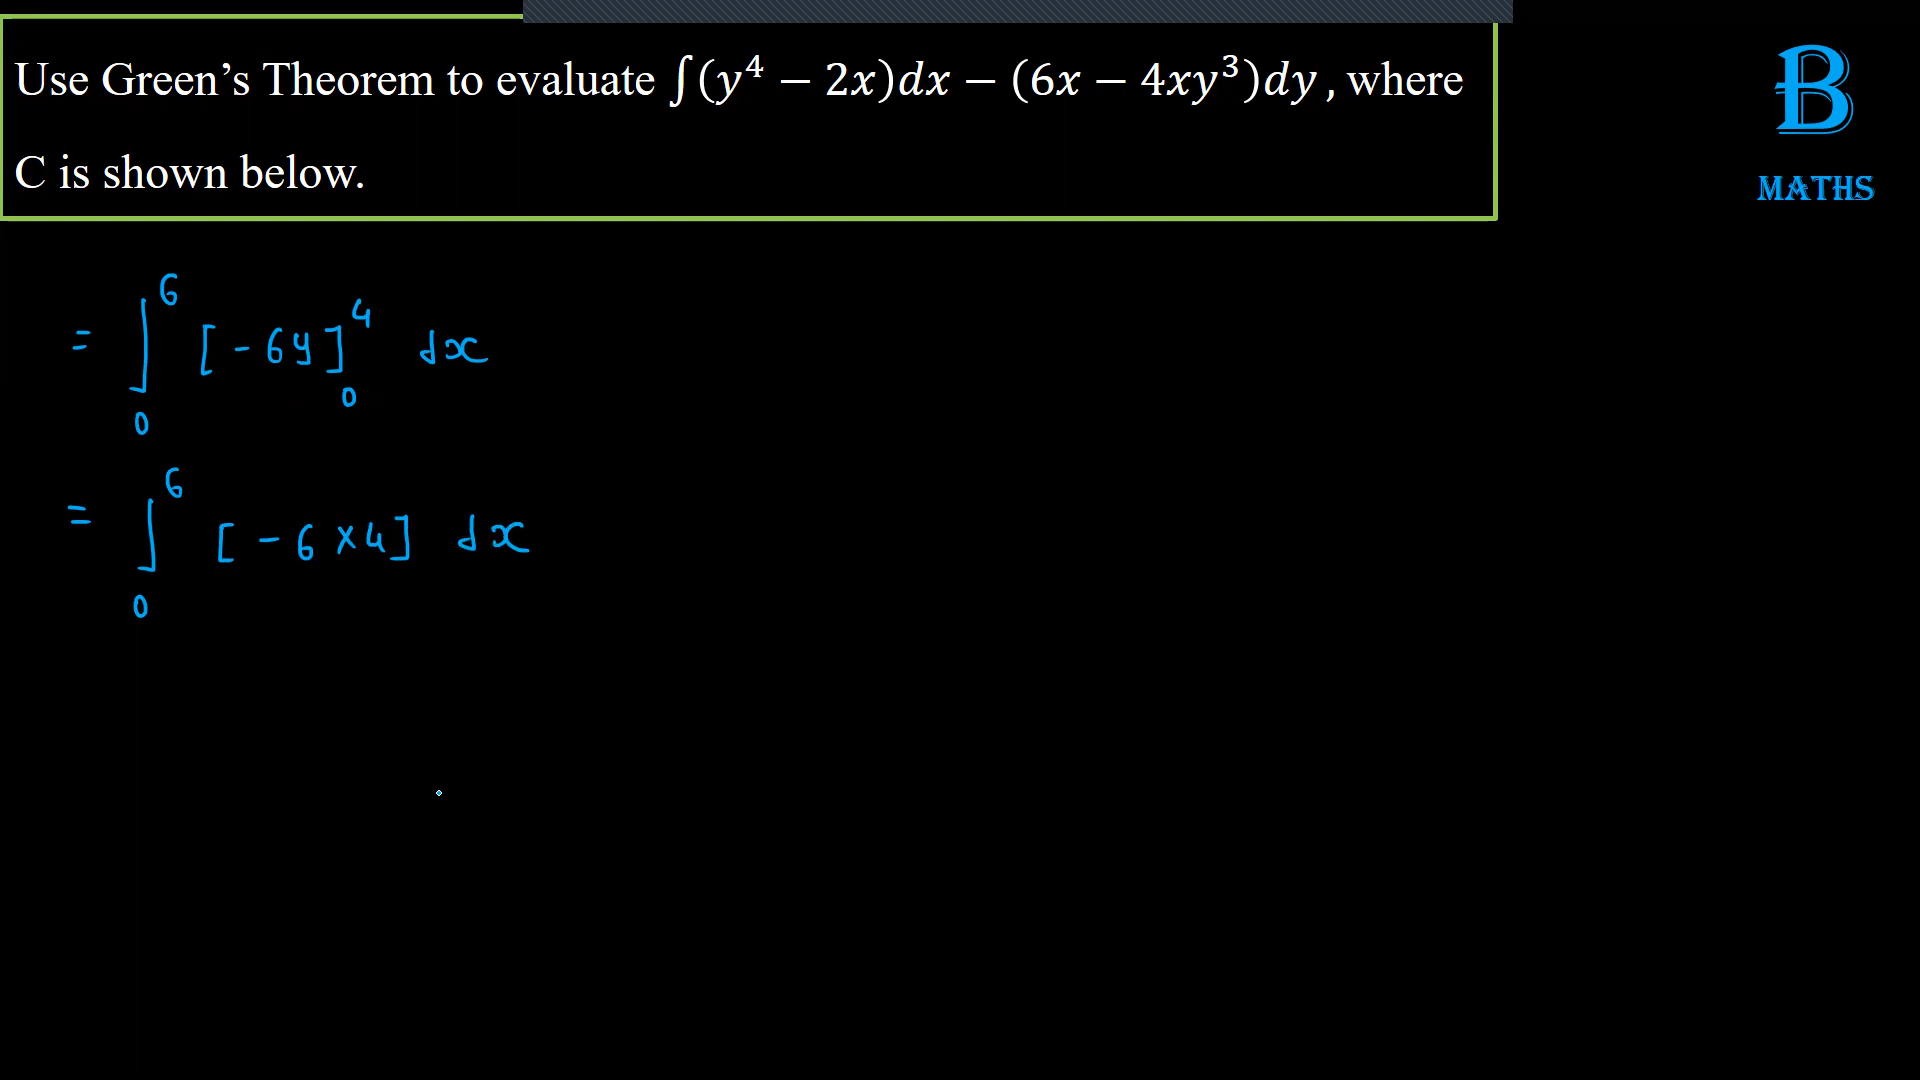 Use Green’s Theorem to evaluate ∫(y⁴ − 2x)dx − (6x − 4xy³)dy, where
C is shown below.
B
MATHS
= ∫₀⁶ [-6y]₀⁴ dx
= ∫₀⁶ [-6×4] dx